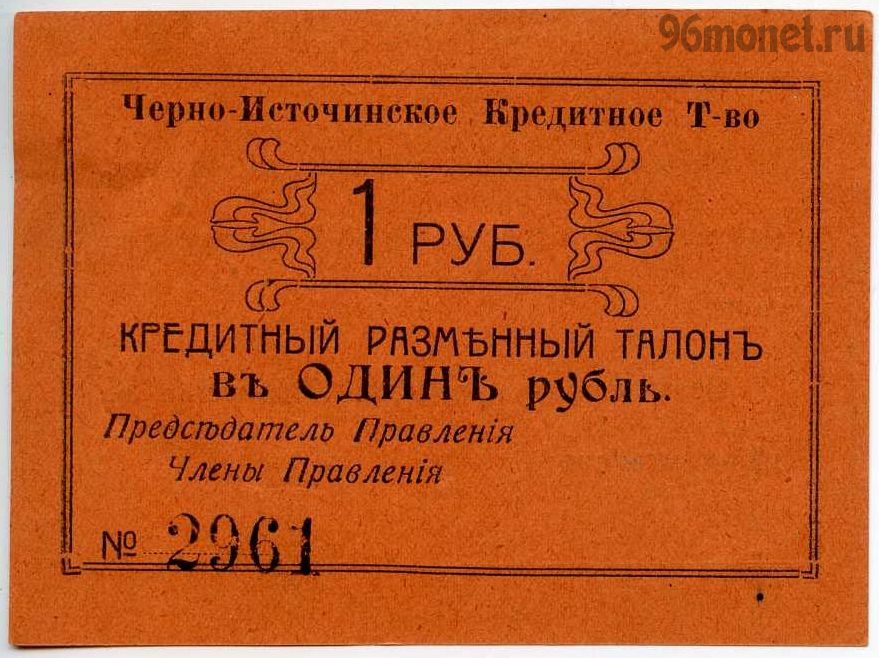 96monet.ru
Черно-Источинское Кредитное Т-во
1 РУБ.
КРЕДИТНЫЙ РАЗМѢННЫЙ ТАЛОНЪ
въ ОДИНЪ рубль.
Предсѣдатель Правленія
Члены Правленія
№ 2961